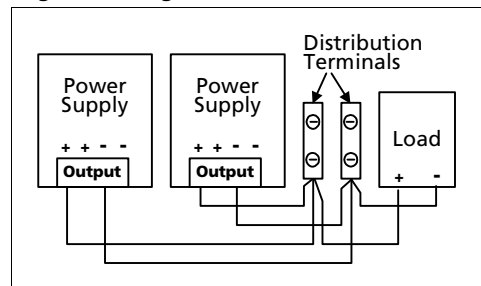 Distribution
Terminals
Power
Supply
+ + - -
Output
Power
Supply
+ + - -
Output
Load
+ -